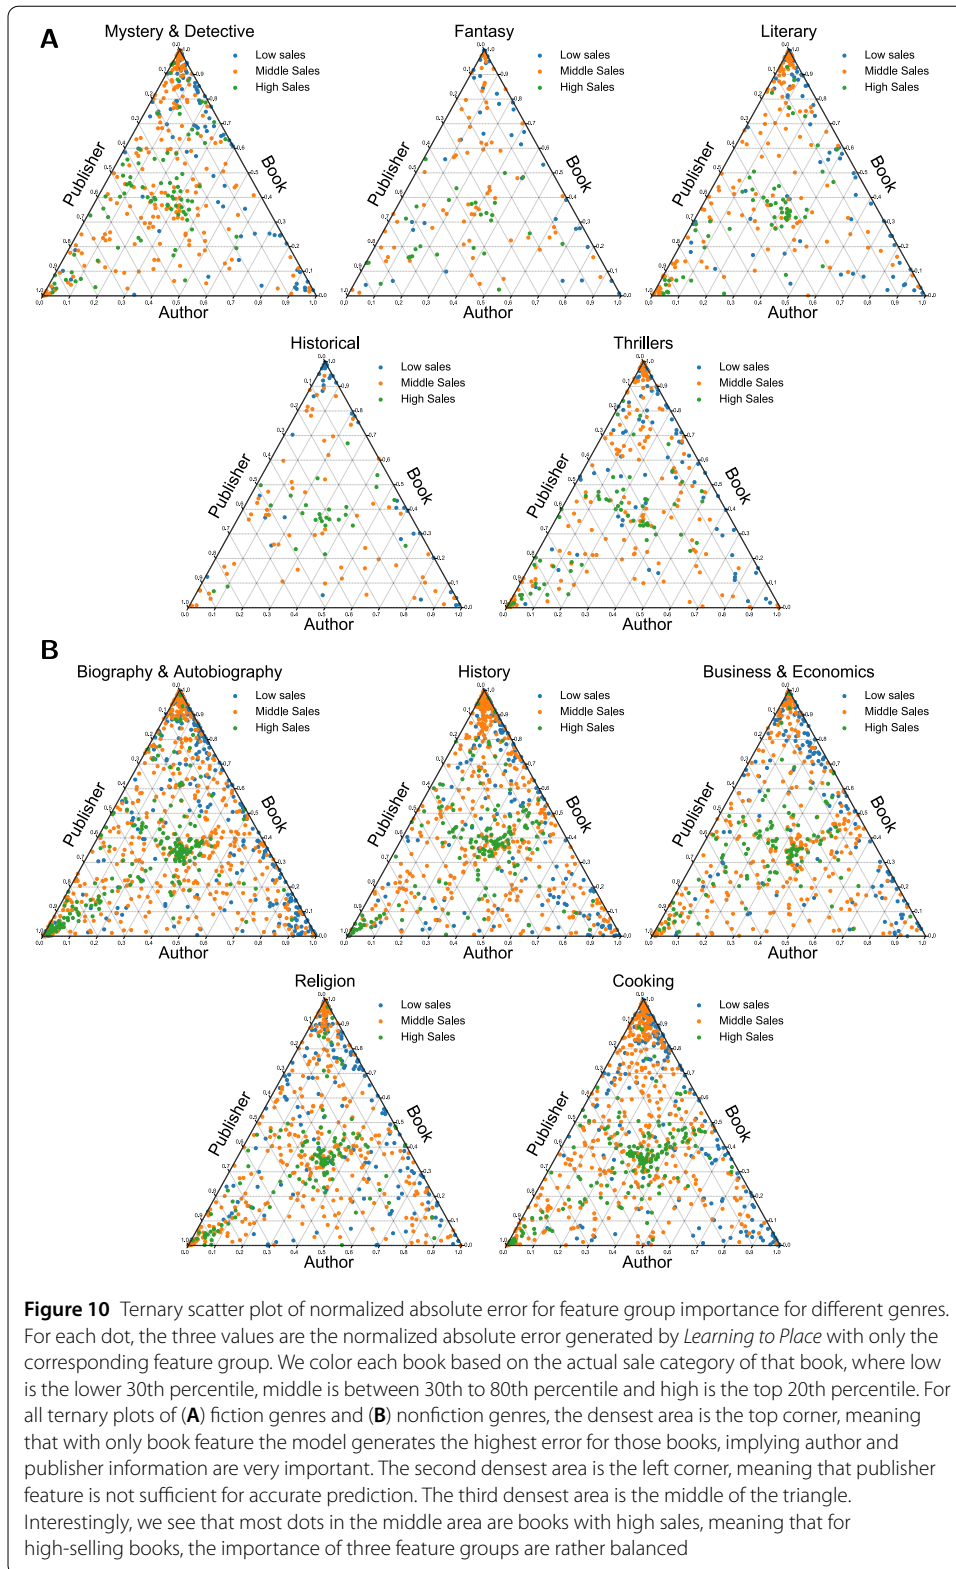 A
Mystery & Detective
Low sales
Middle Sales
High Sales
Publisher
Book
Author
Fantasy
Low sales
Middle Sales
High Sales
Publisher
Book
Author
Literary
Low sales
Middle Sales
High Sales
Publisher
Book
Author
Historical
Low sales
Middle Sales
High Sales
Publisher
Book
Author
Thrillers
Low sales
Middle Sales
High Sales
Publisher
Book
Author
B
Biography & Autobiography
Low sales
Middle Sales
High Sales
Publisher
Book
Author
History
Low sales
Middle Sales
High Sales
Publisher
Book
Author
Business & Economics
Low sales
Middle Sales
High Sales
Publisher
Book
Author
Religion
Low sales
Middle Sales
High Sales
Publisher
Book
Author
Cooking
Low sales
Middle Sales
High Sales
Publisher
Book
Author
Figure 10 Ternary scatter plot of normalized absolute error for feature group importance for different genres.
For each dot, the three values are the normalized absolute error generated by Learning to Place with only the
corresponding feature group. We color each book based on the actual sale category of that book, where low
is the lower 30th percentile, middle is between 30th to 80th percentile and high is the top 20th percentile. For
all ternary plots of (A) fiction genres and (B) nonfiction genres, the densest area is the top corner, meaning
that with only book feature the model generates the highest error for those books, implying author and
publisher information are very important. The second densest area is the left corner, meaning that publisher
feature is not sufficient for accurate prediction. The third densest area is the middle of the triangle.
Interestingly, we see that most dots in the middle area are books with high sales, meaning that for
high-selling books, the importance of three feature groups are rather balanced